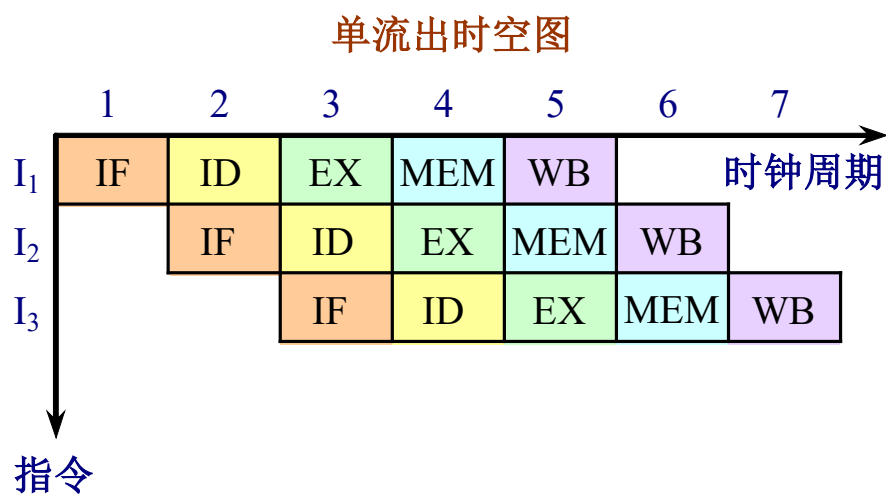 单流出时空图
1 2 3 4 5 6 7
I₁ IF ID EX MEM WB 时钟周期
I₂ IF ID EX MEM WB
I₃ IF ID EX MEM WB
指令